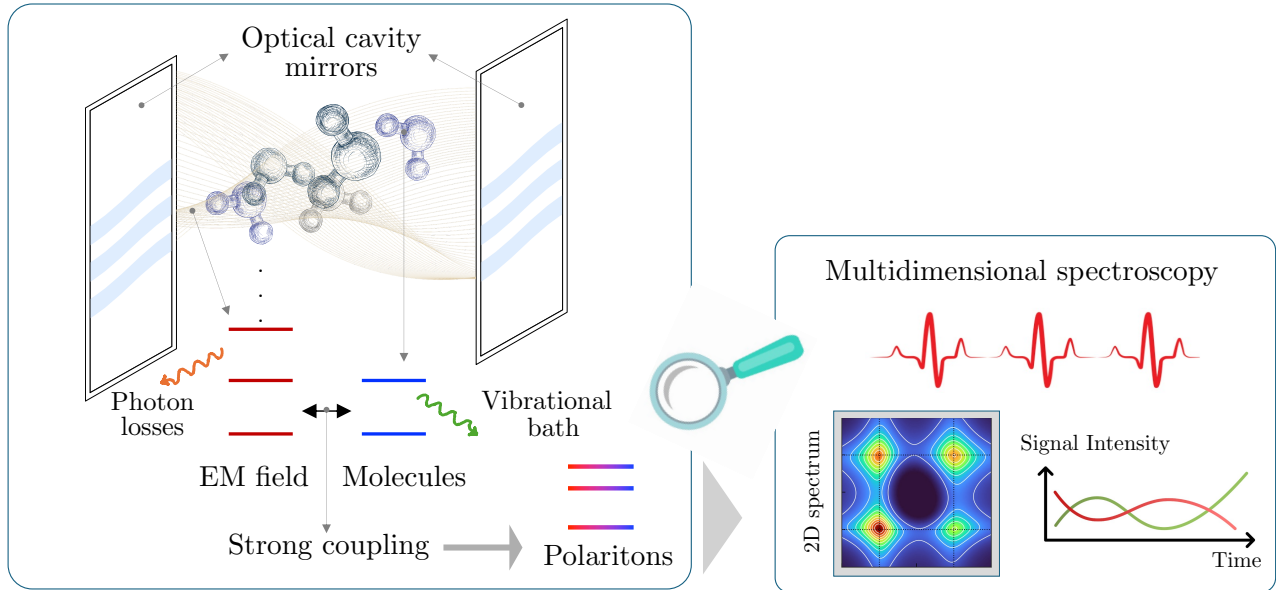 Optical cavity
mirrors
Photon
losses
Vibrational
bath
EM field
Molecules
Strong coupling
Polaritons
Multidimensional spectroscopy
2D spectrum
Signal Intensity
Time